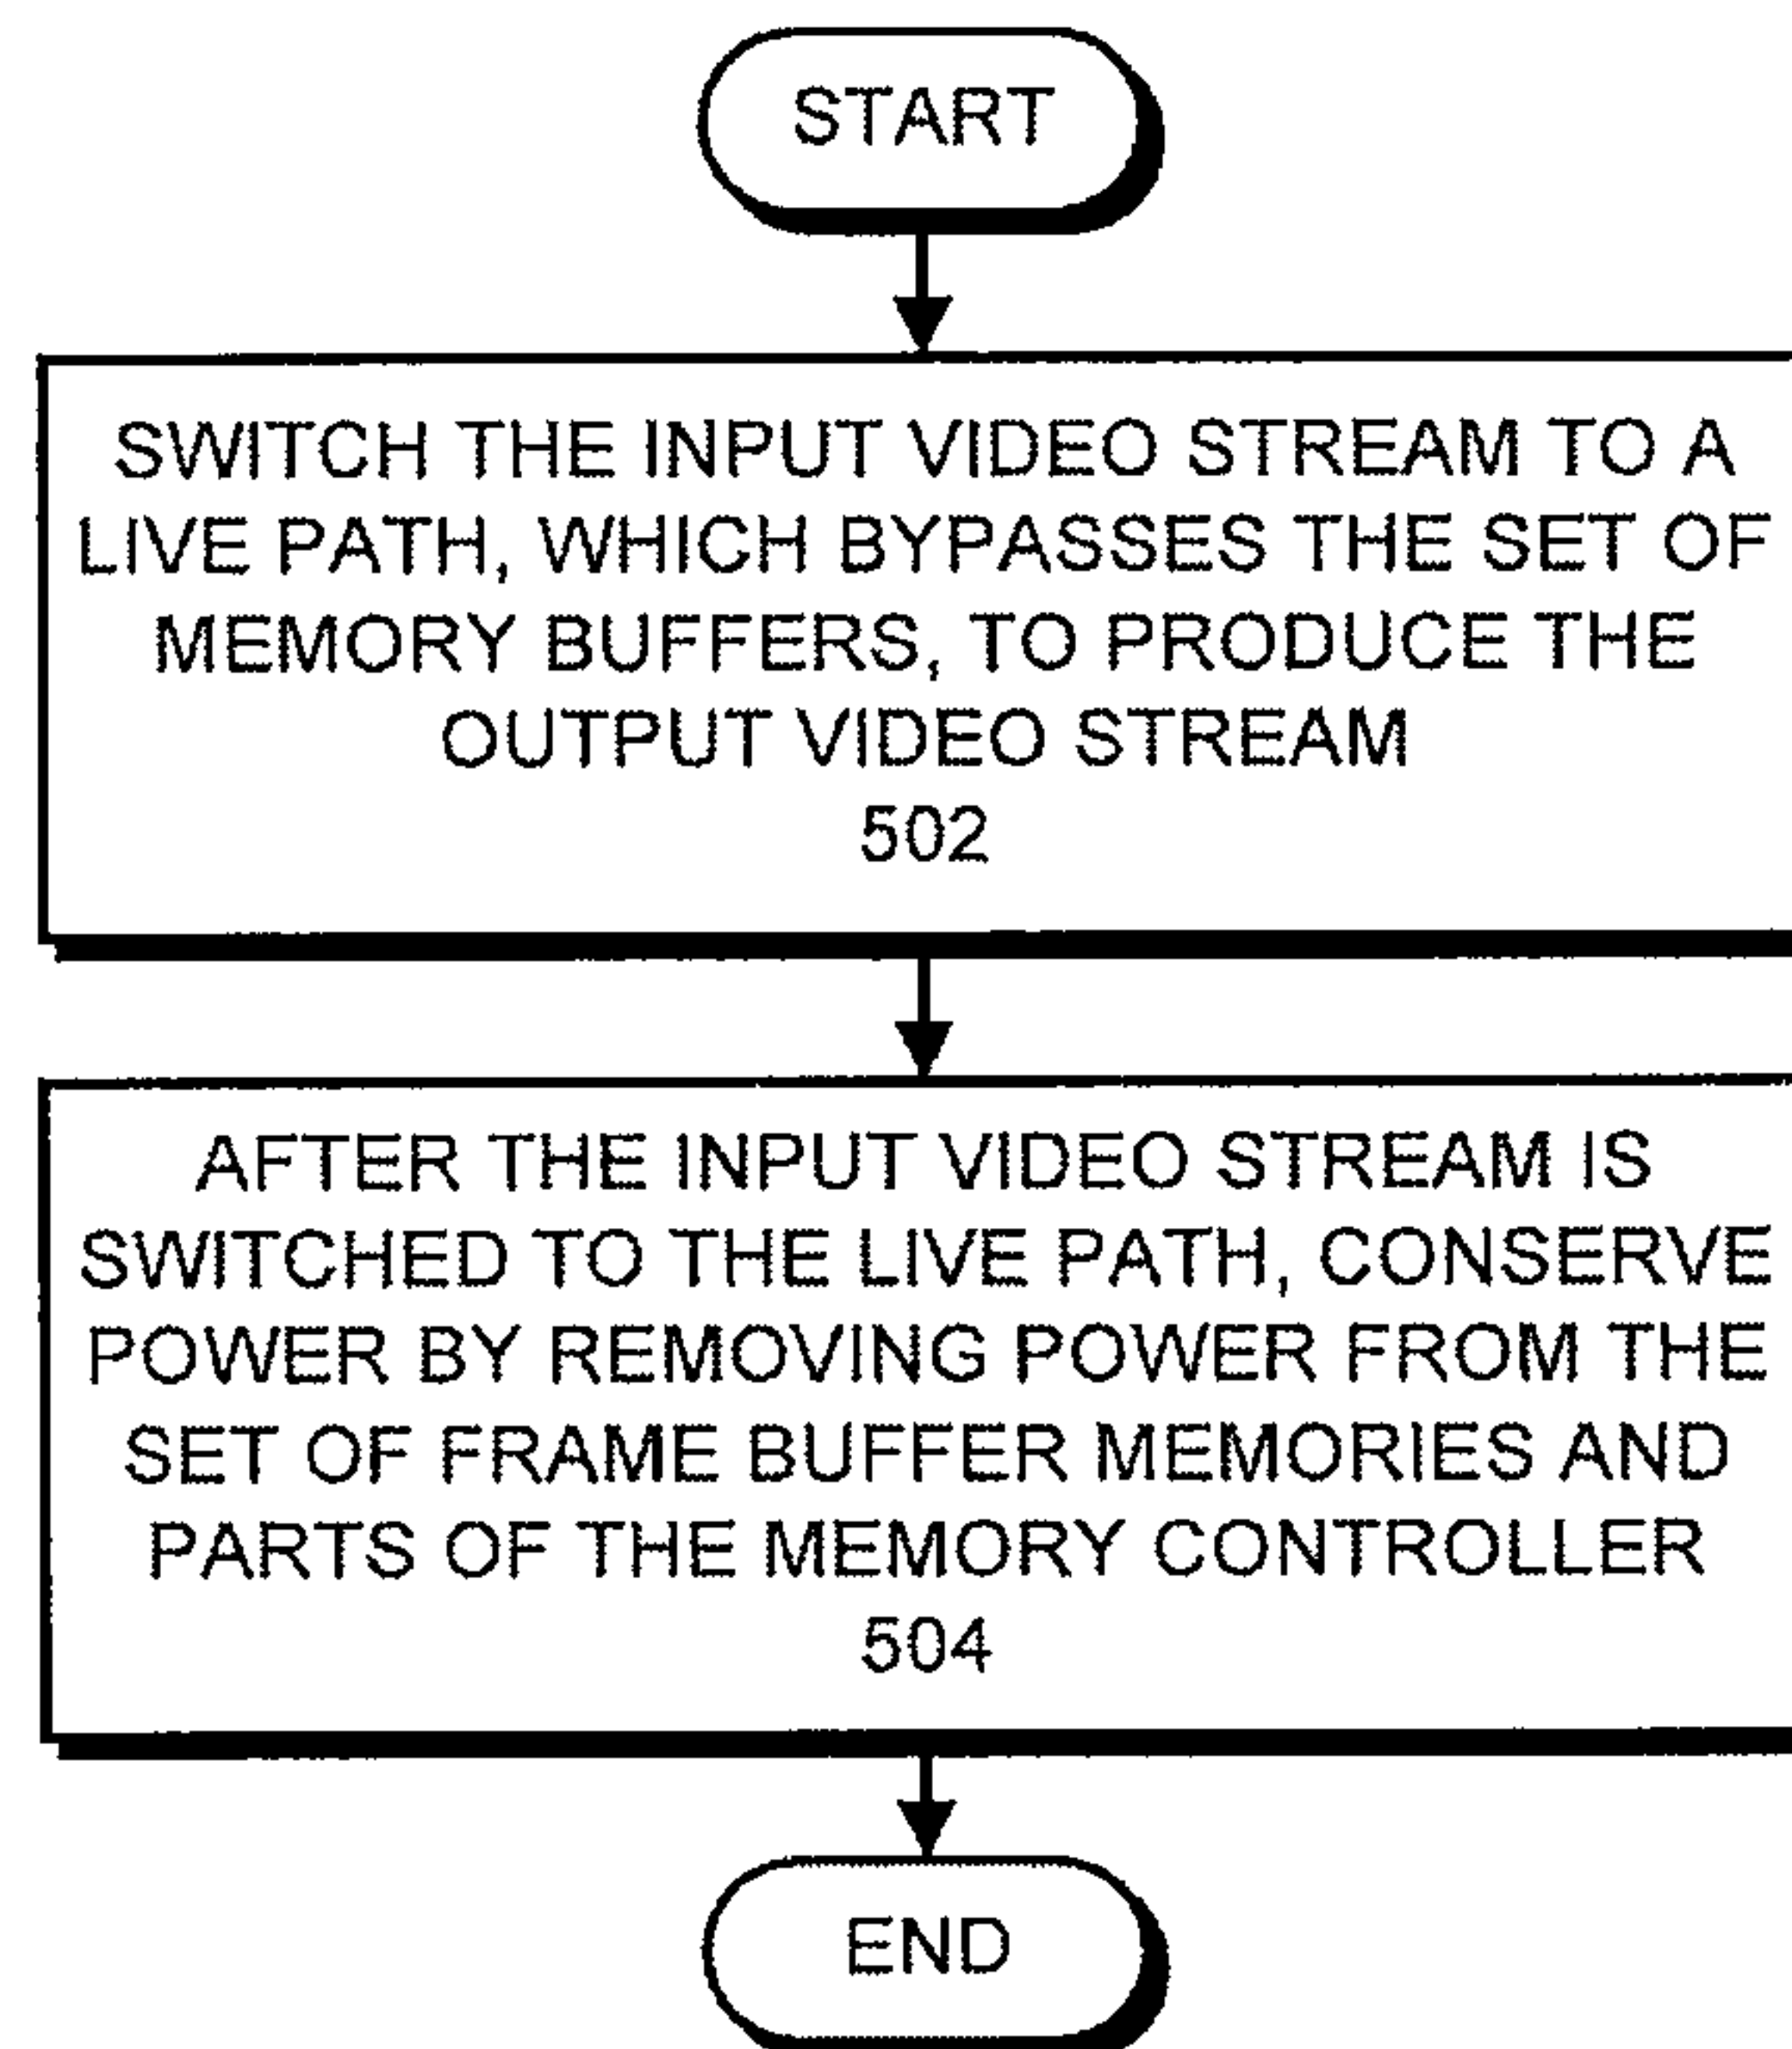 START
SWITCH THE INPUT VIDEO STREAM TO A
LIVE PATH, WHICH BYPASSES THE SET OF
MEMORY BUFFERS, TO PRODUCE THE
OUTPUT VIDEO STREAM
502
AFTER THE INPUT VIDEO STREAM IS
SWITCHED TO THE LIVE PATH, CONSERVE
POWER BY REMOVING POWER FROM THE
SET OF FRAME BUFFER MEMORIES AND
PARTS OF THE MEMORY CONTROLLER
504
END